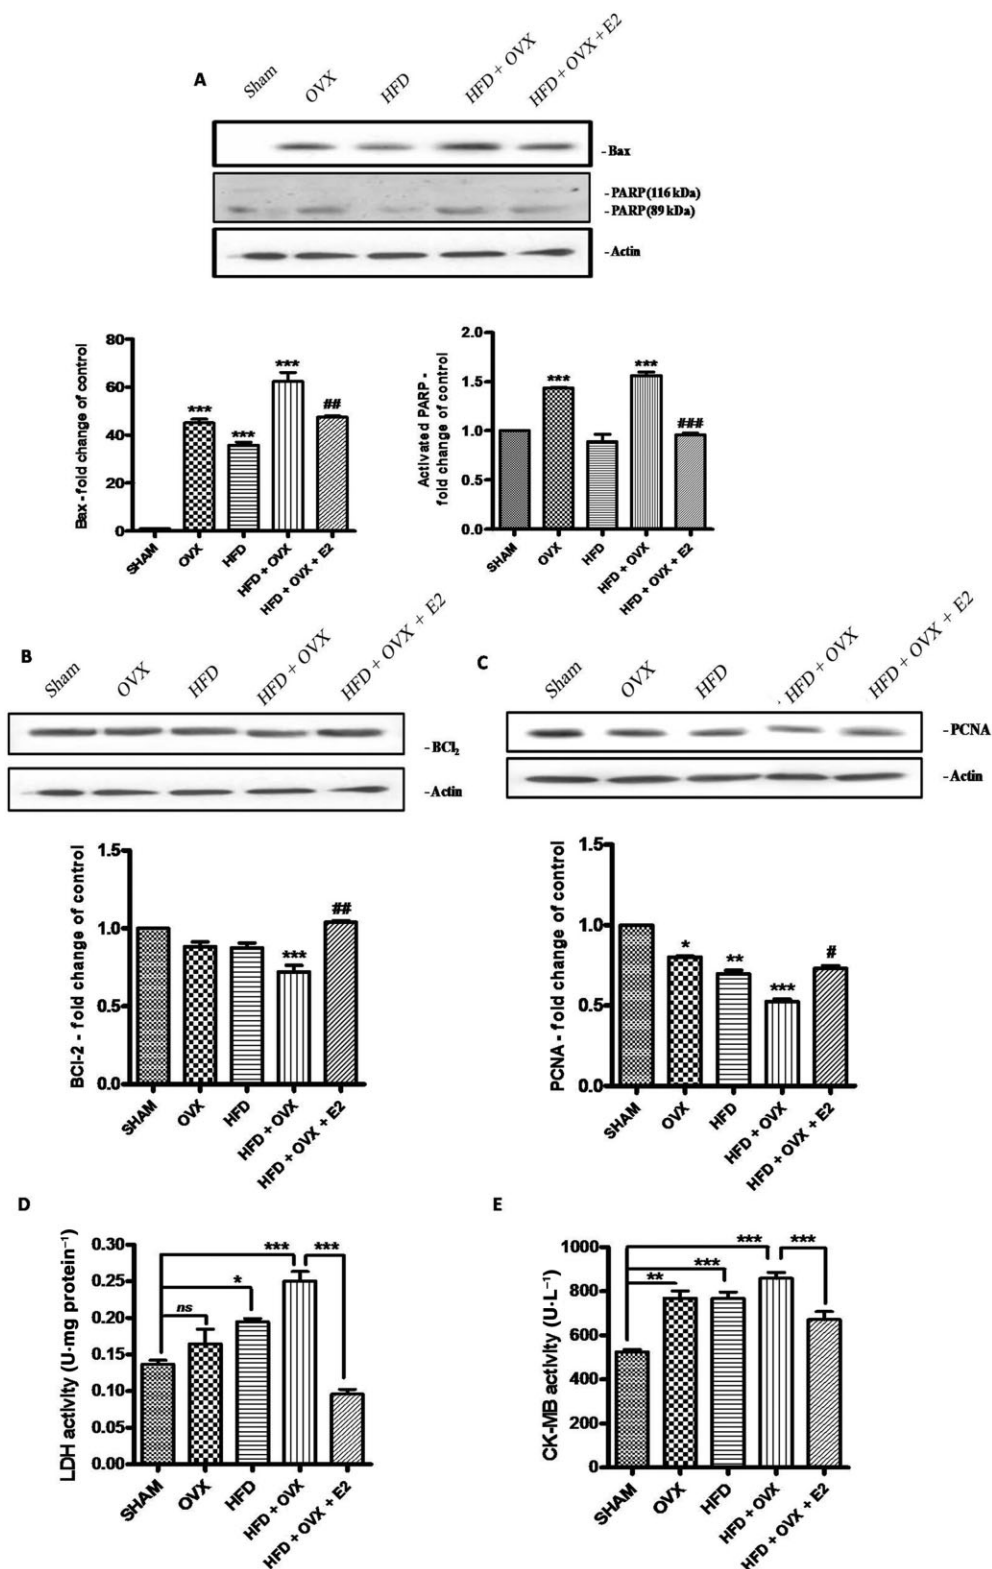 A
Sham OVX HFD HFD + OVX HFD + OVX + E2
- Bax
- PARP(116 kDa)
- PARP(89 kDa)
- Actin
Bax - fold change of control
80
60
40
20
0
***
***
***
##
SHAM OVX HFD HFD + OVX HFD + OVX + E2
Activated PARP -
fold change of control
2.0
1.5
1.0
0.5
0.0
***
***
###
SHAM OVX HFD HFD + OVX HFD + OVX + E2
B
Sham OVX HFD HFD + OVX HFD + OVX + E2
- BCl₂
- Actin
BCl-2 - fold change of control
1.5
1.0
0.5
0.0
***
##
SHAM OVX HFD HFD + OVX HFD + OVX + E2
C
Sham OVX HFD HFD + OVX HFD + OVX + E2
- PCNA
- Actin
PCNA - fold change of control
1.5
1.0
0.5
0.0
*
**
***
#
SHAM OVX HFD HFD + OVX HFD + OVX + E2
D
LDH activity (U·mg protein⁻¹)
0.30
0.25
0.20
0.15
0.10
0.05
0.00
*** ***
*
ns
SHAM OVX HFD HFD + OVX HFD + OVX + E2
E
CK-MB activity (U·L⁻¹)
1000
800
600
400
200
0
*** ***
***
**
SHAM OVX HFD HFD + OVX HFD + OVX + E2